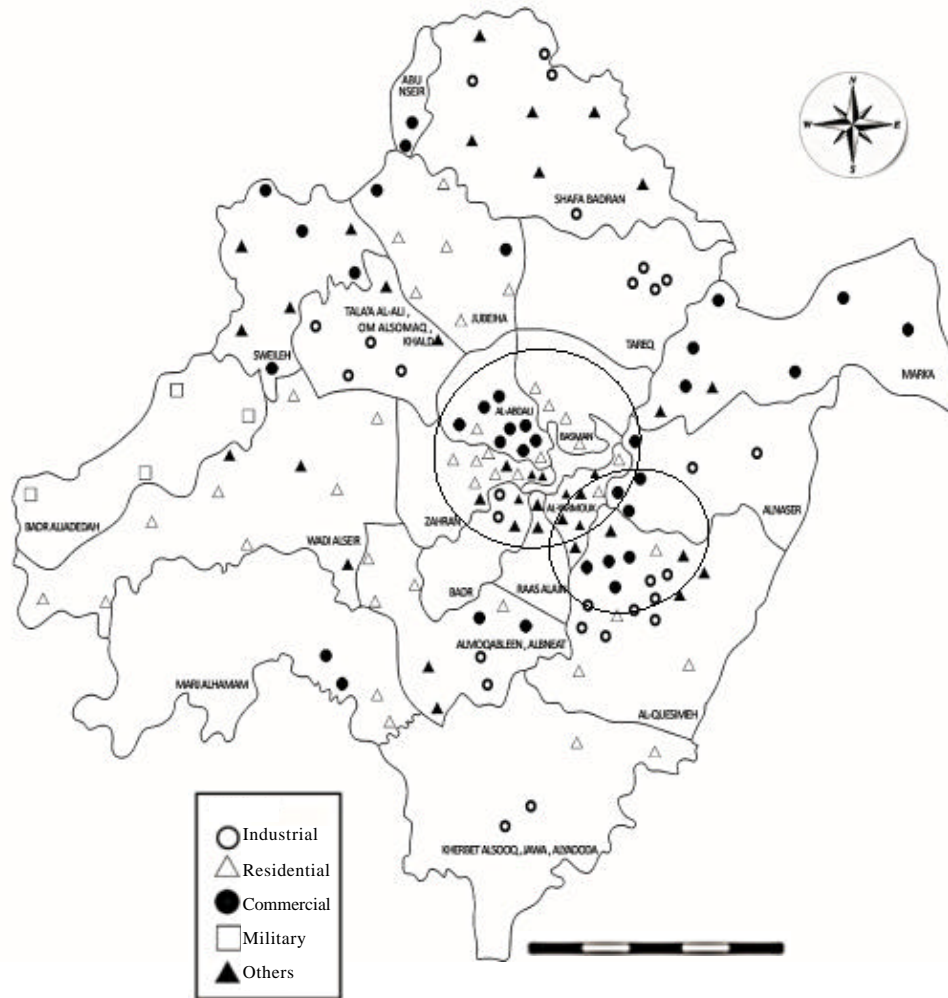 ABU
NSEIR
N
W
E
S
SHAFA BADRAN
TALA'A AL-ALI,
OM ALSOMAQ,
KHALDA
JUBEIHA
SWEILEH
TAREQ
MARKA
AL-ABDALI
BASMAN
BADR ALJADEDAH
ZAHRAN
AL-YARMOUK
ALNASER
WADI ALSEIR
BADR
RAAS ALAIN
ALMOQABLEEN, ALBNEAT
MARJ ALHAMAM
AL-QUESIMEH
KHERBET ALSOOQ, JAWA, ALYADODA
Industrial
Residential
Commercial
Military
Others